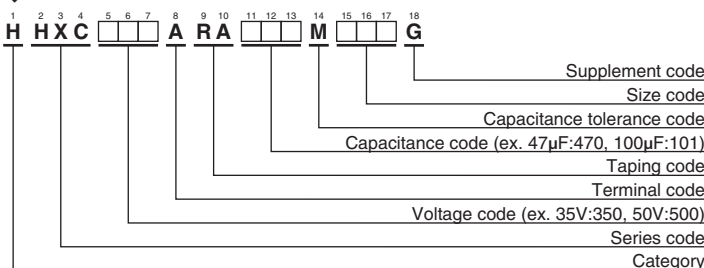 1 2 3 4 5 6 7 8 9 10 11 12 13 14 15 16 17 18
H HXC □□□ A RA □□□ M □□□ G
Supplement code
Size code
Capacitance tolerance code
Capacitance code (ex. 47µF:470, 100µF:101)
Taping code
Terminal code
Voltage code (ex. 35V:350, 50V:500)
Series code
Category